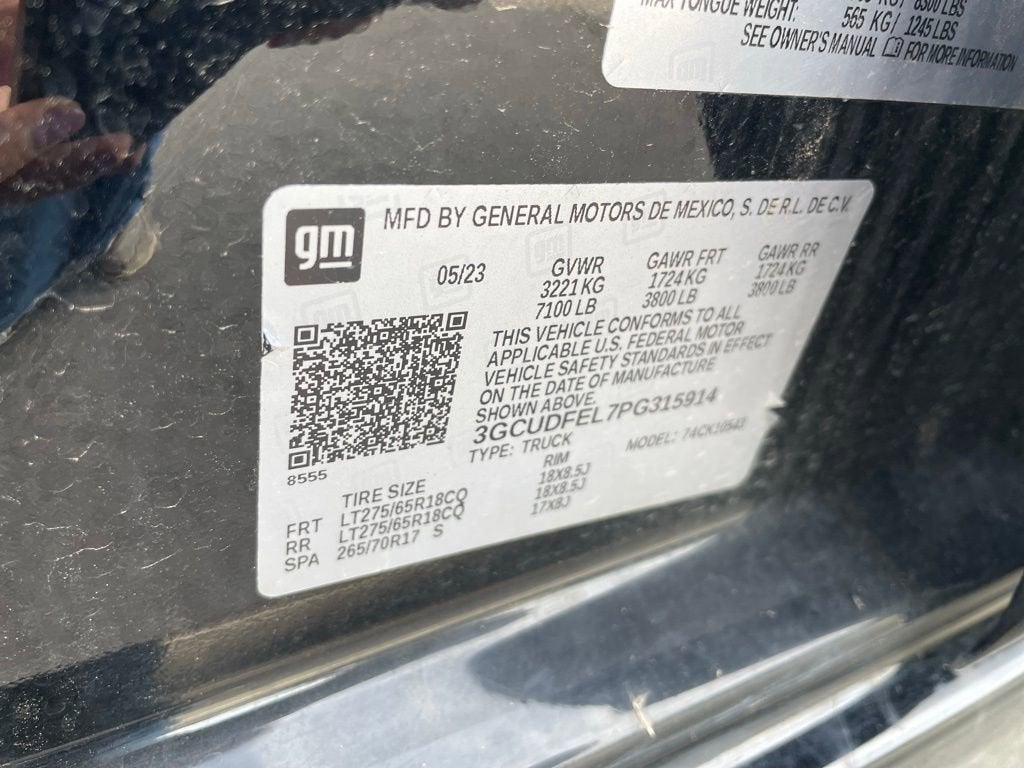 8300 LBS
MAX TONGUE WEIGHT: 565 KG/ 1245 LBS
SEE OWNER'S MANUAL FOR MORE INFORMATION
gm
MFD BY GENERAL MOTORS DE MEXICO, S. DE R.L. DE C.V.
05/23 GVWR GAWR FRT GAWR RR
3221 KG 1724 KG 1724 KG
7100 LB 3800 LB 3800 LB
THIS VEHICLE CONFORMS TO ALL
APPLICABLE U.S. FEDERAL MOTOR
VEHICLE SAFETY STANDARDS IN EFFECT
ON THE DATE OF MANUFACTURE
SHOWN ABOVE.
3GCUDFEL7PG315914
TYPE: TRUCK MODEL: 74CK10543
8555
TIRE SIZE RIM
FRT LT275/65R18CQ 18X8.5J
RR LT275/65R18CQ 18X8.5J
SPA 265/70R17 S 17X8J